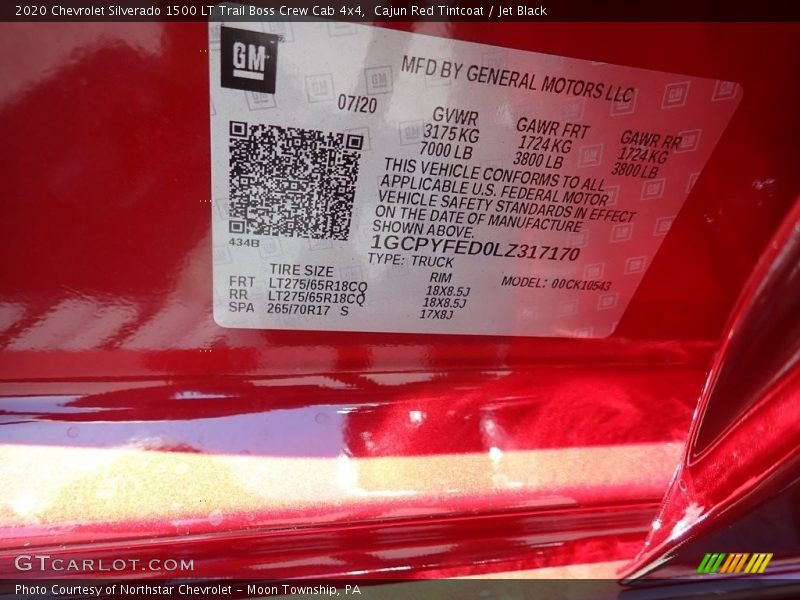 2020 Chevrolet Silverado 1500 LT Trail Boss Crew Cab 4x4,  Cajun Red Tintcoat / Jet Black
GM
MFD BY GENERAL MOTORS LLC
07/20
GVWR GAWR FRT GAWR RR
3175 KG 1724 KG 1724 KG
7000 LB 3800 LB 3800 LB
THIS VEHICLE CONFORMS TO ALL
APPLICABLE U.S. FEDERAL MOTOR
VEHICLE SAFETY STANDARDS IN EFFECT
ON THE DATE OF MANUFACTURE
SHOWN ABOVE.
434B
1GCPYFED0LZ317170
TYPE: TRUCK
TIRE SIZE RIM MODEL: 00CK10543
FRT LT275/65R18CQ 18X8.5J
RR LT275/65R18CQ 18X8.5J
SPA 265/70R17 S 17X8J
GTCARLOT.COM
Photo Courtesy of Northstar Chevrolet – Moon Township, PA